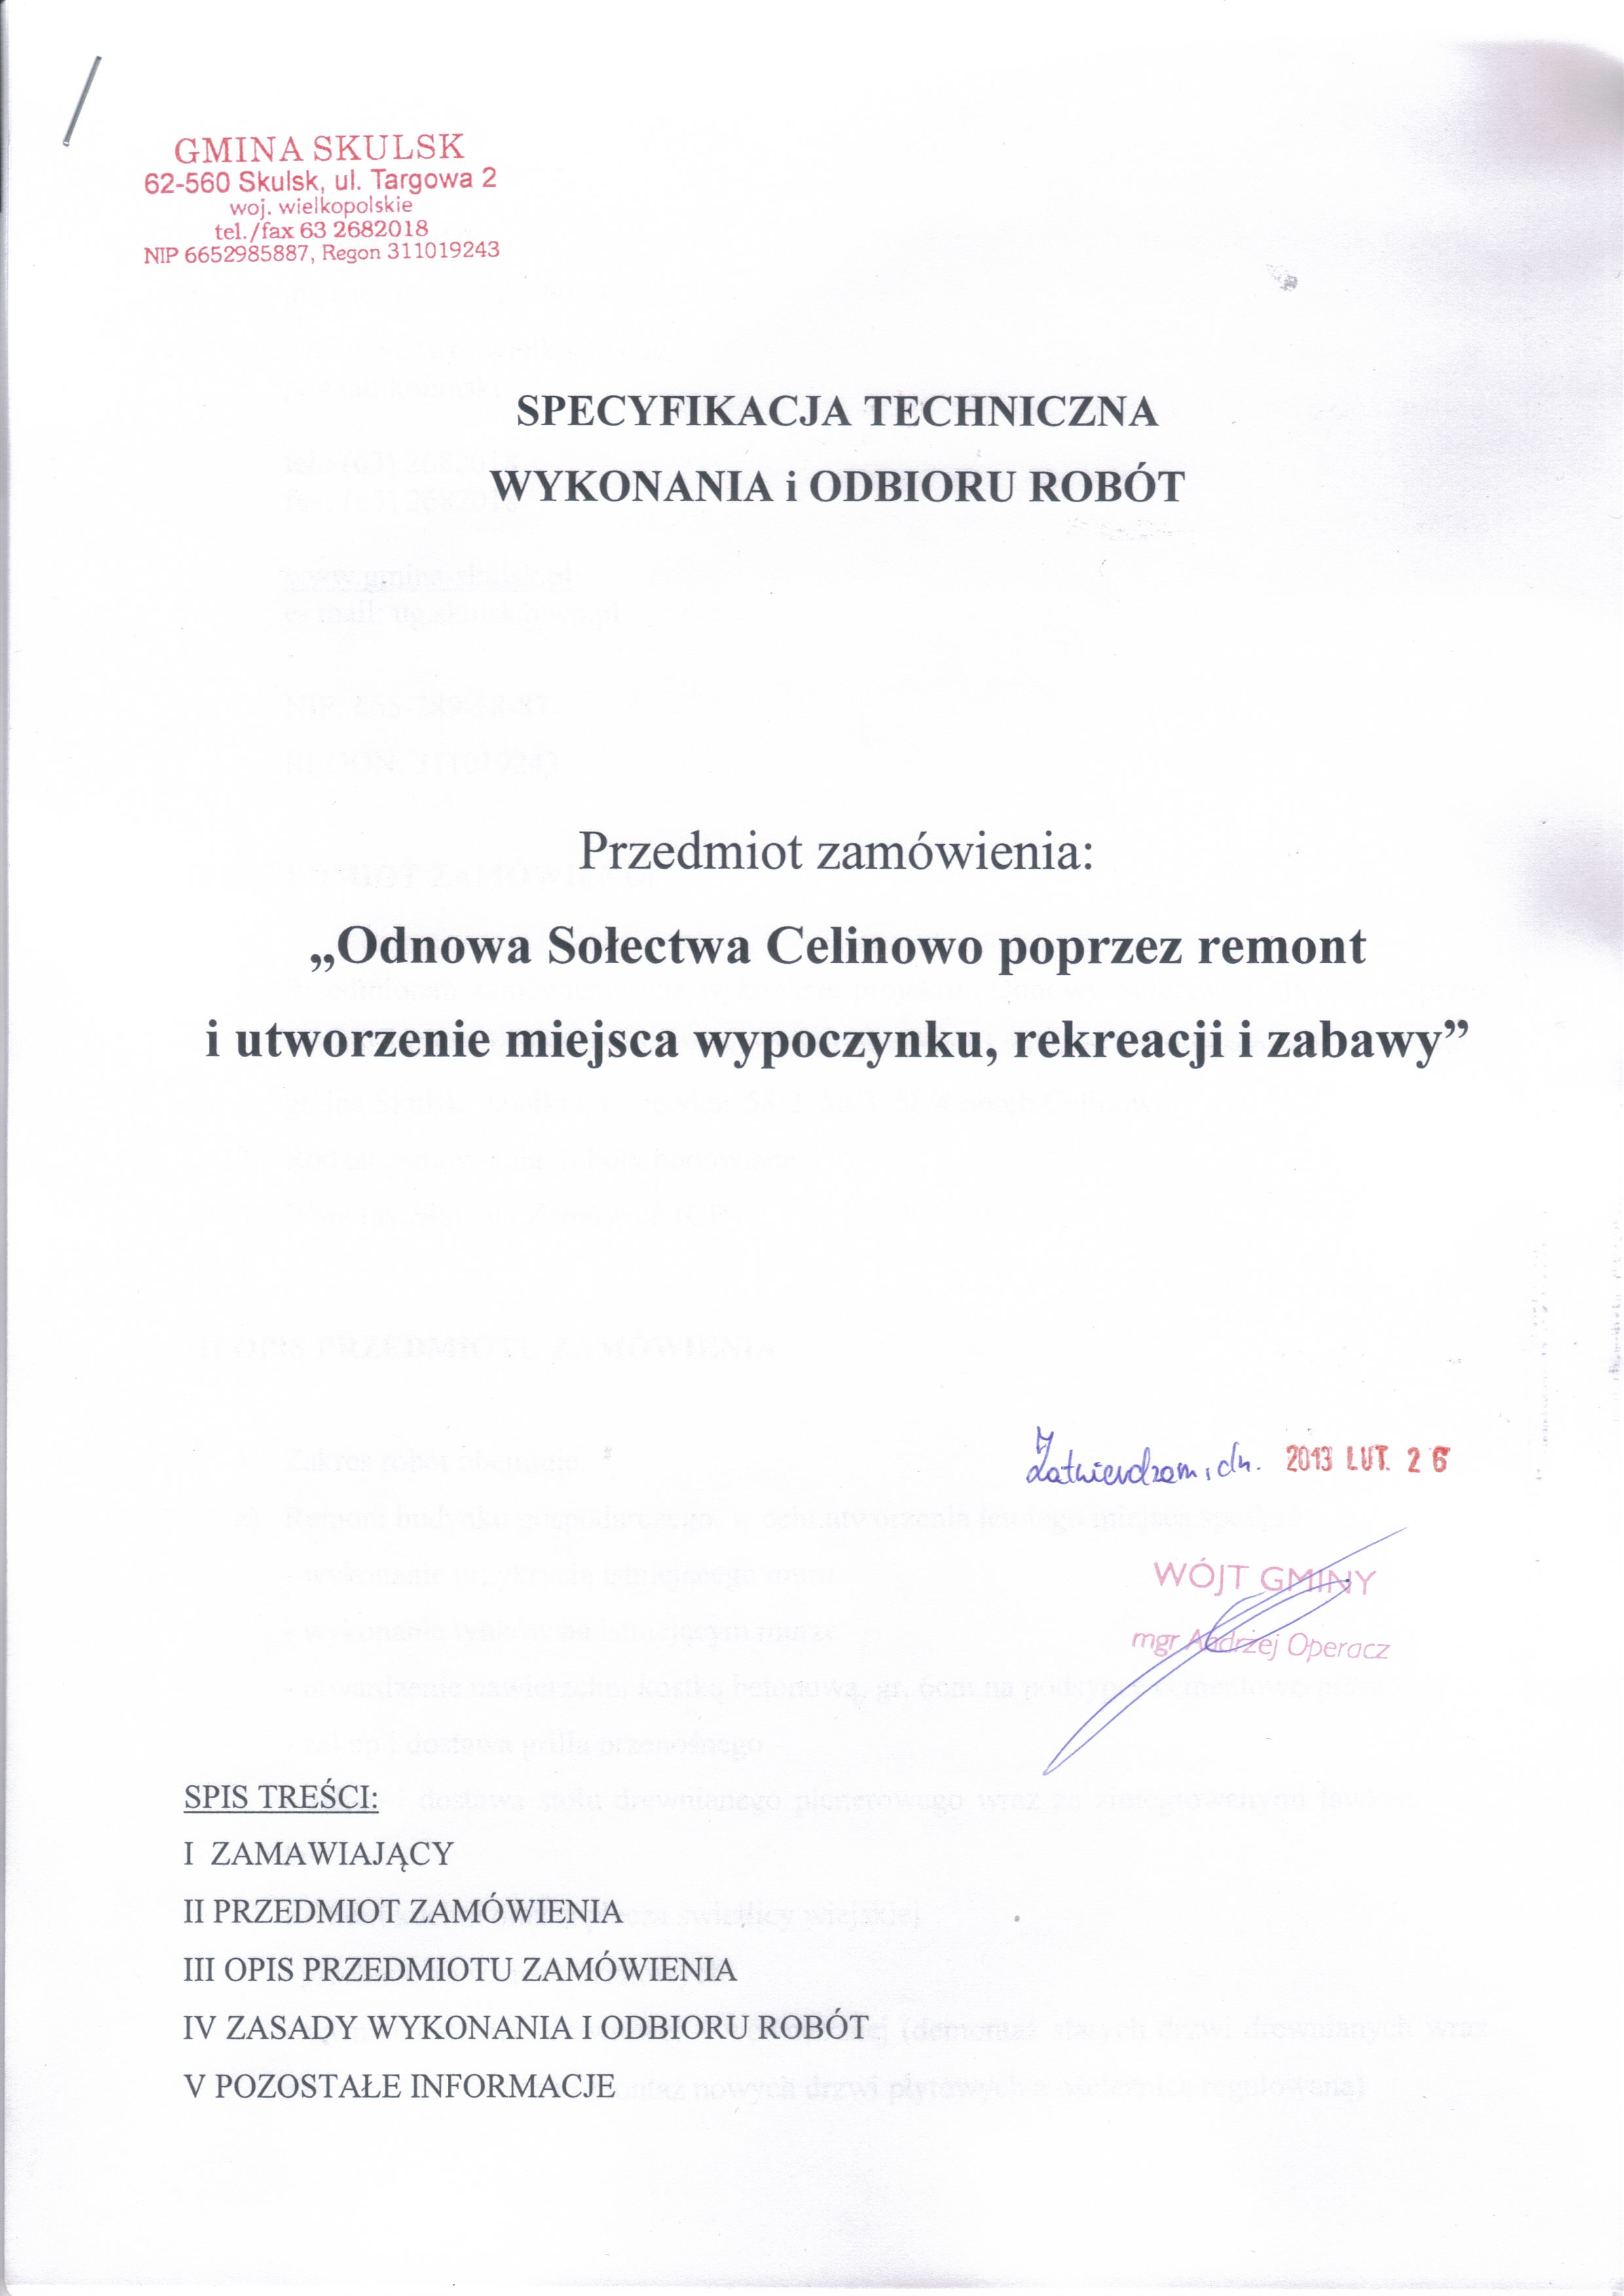 GMINA SKULSK
62-560 Skulsk, ul. Targowa 2
woj. wielkopolskie
tel./fax 63 2682018
NIP 6652985887, Regon 311019243
SPECYFIKACJA TECHNICZNA
WYKONANIA i ODBIORU ROBÓT
Przedmiot zamówienia:
„Odnowa Sołectwa Celinowo poprzez remont
i utworzenie miejsca wypoczynku, rekreacji i zabawy”
Zatwierdzam, dn. 2013 LUT. 26
WÓJT GMINY
mgr Andrzej Operacz
SPIS TREŚCI:
I ZAMAWIAJĄCY
II PRZEDMIOT ZAMÓWIENIA
III OPIS PRZEDMIOTU ZAMÓWIENIA
IV ZASADY WYKONANIA I ODBIORU ROBÓT
V POZOSTAŁE INFORMACJE